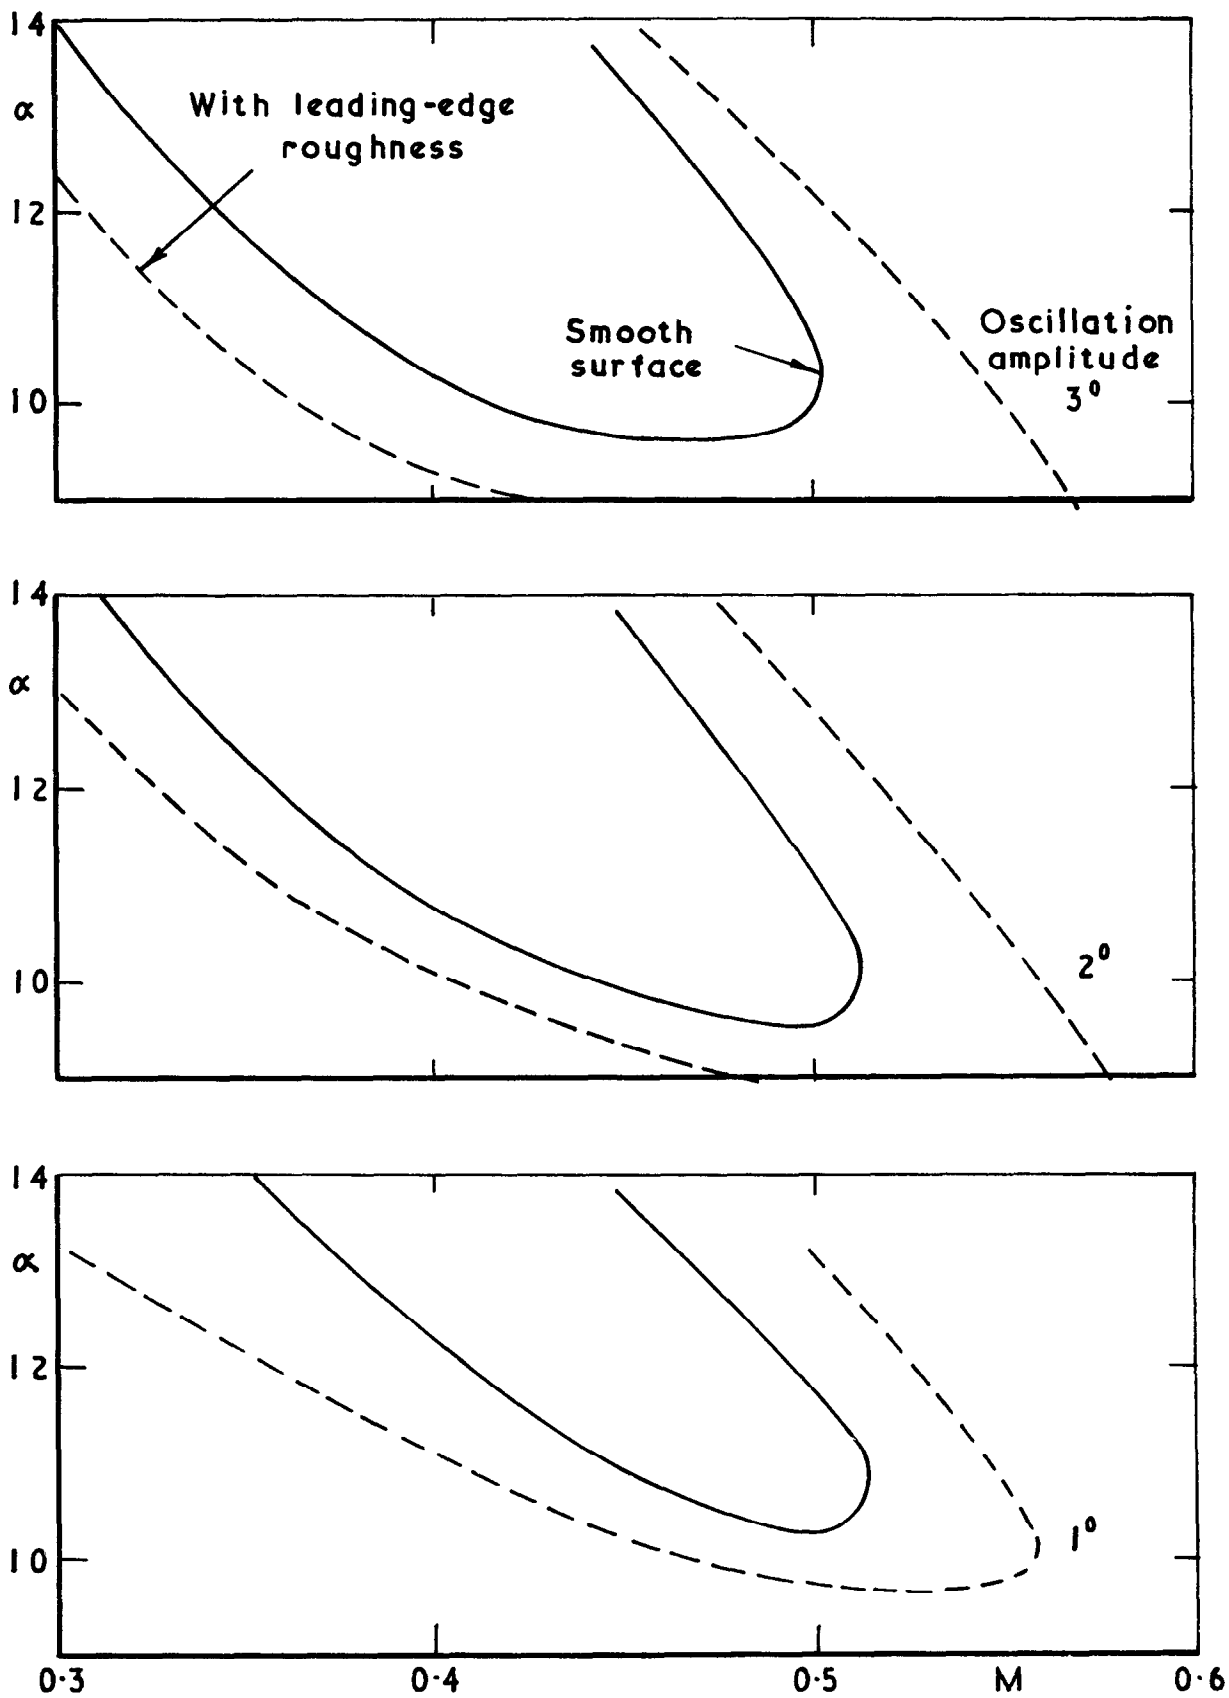 14
α
With leading-edge
roughness
12
Smooth
surface
Oscillation
amplitude
3°
10
14
α
12
2°
10
14
α
12
1°
10
0·3
0·4
0·5
M
0·6